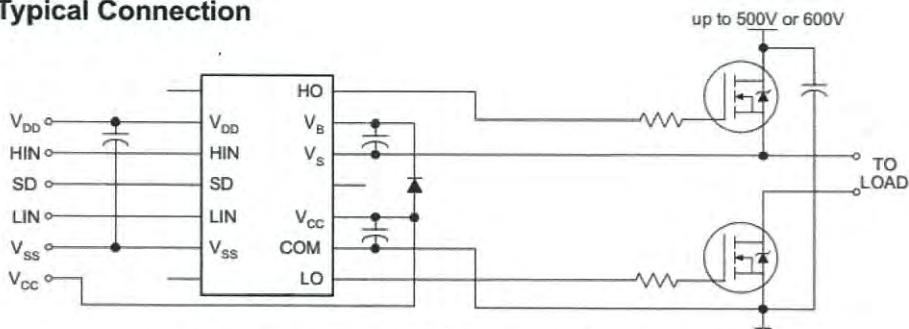 Typical Connection
up to 500V or 600V
HO
V_DD V_DD V_B
HIN HIN V_S
SD SD
LIN LIN V_CC
V_SS V_SS COM
V_CC LO
TO
LOAD